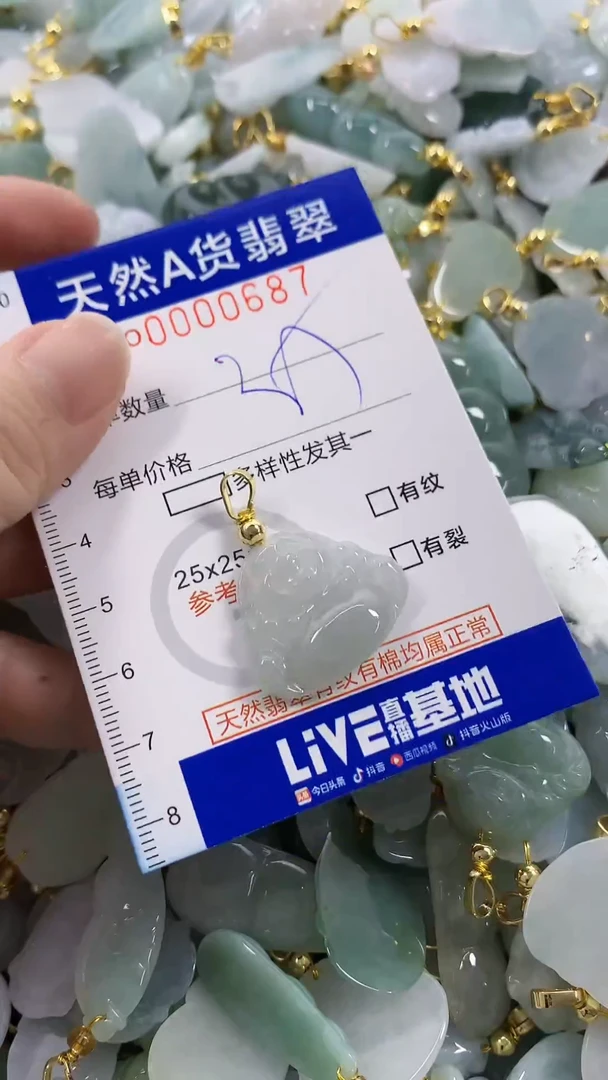 天然A货翡翠
0000687
数量
每单价格
多样性发其一
有纹
25x25
有裂
参考
天然翡翠有纹有棉均属正常
4
5
6
7
8
LiVE直播基地
今日头条 抖音 西瓜视频 抖音火山版